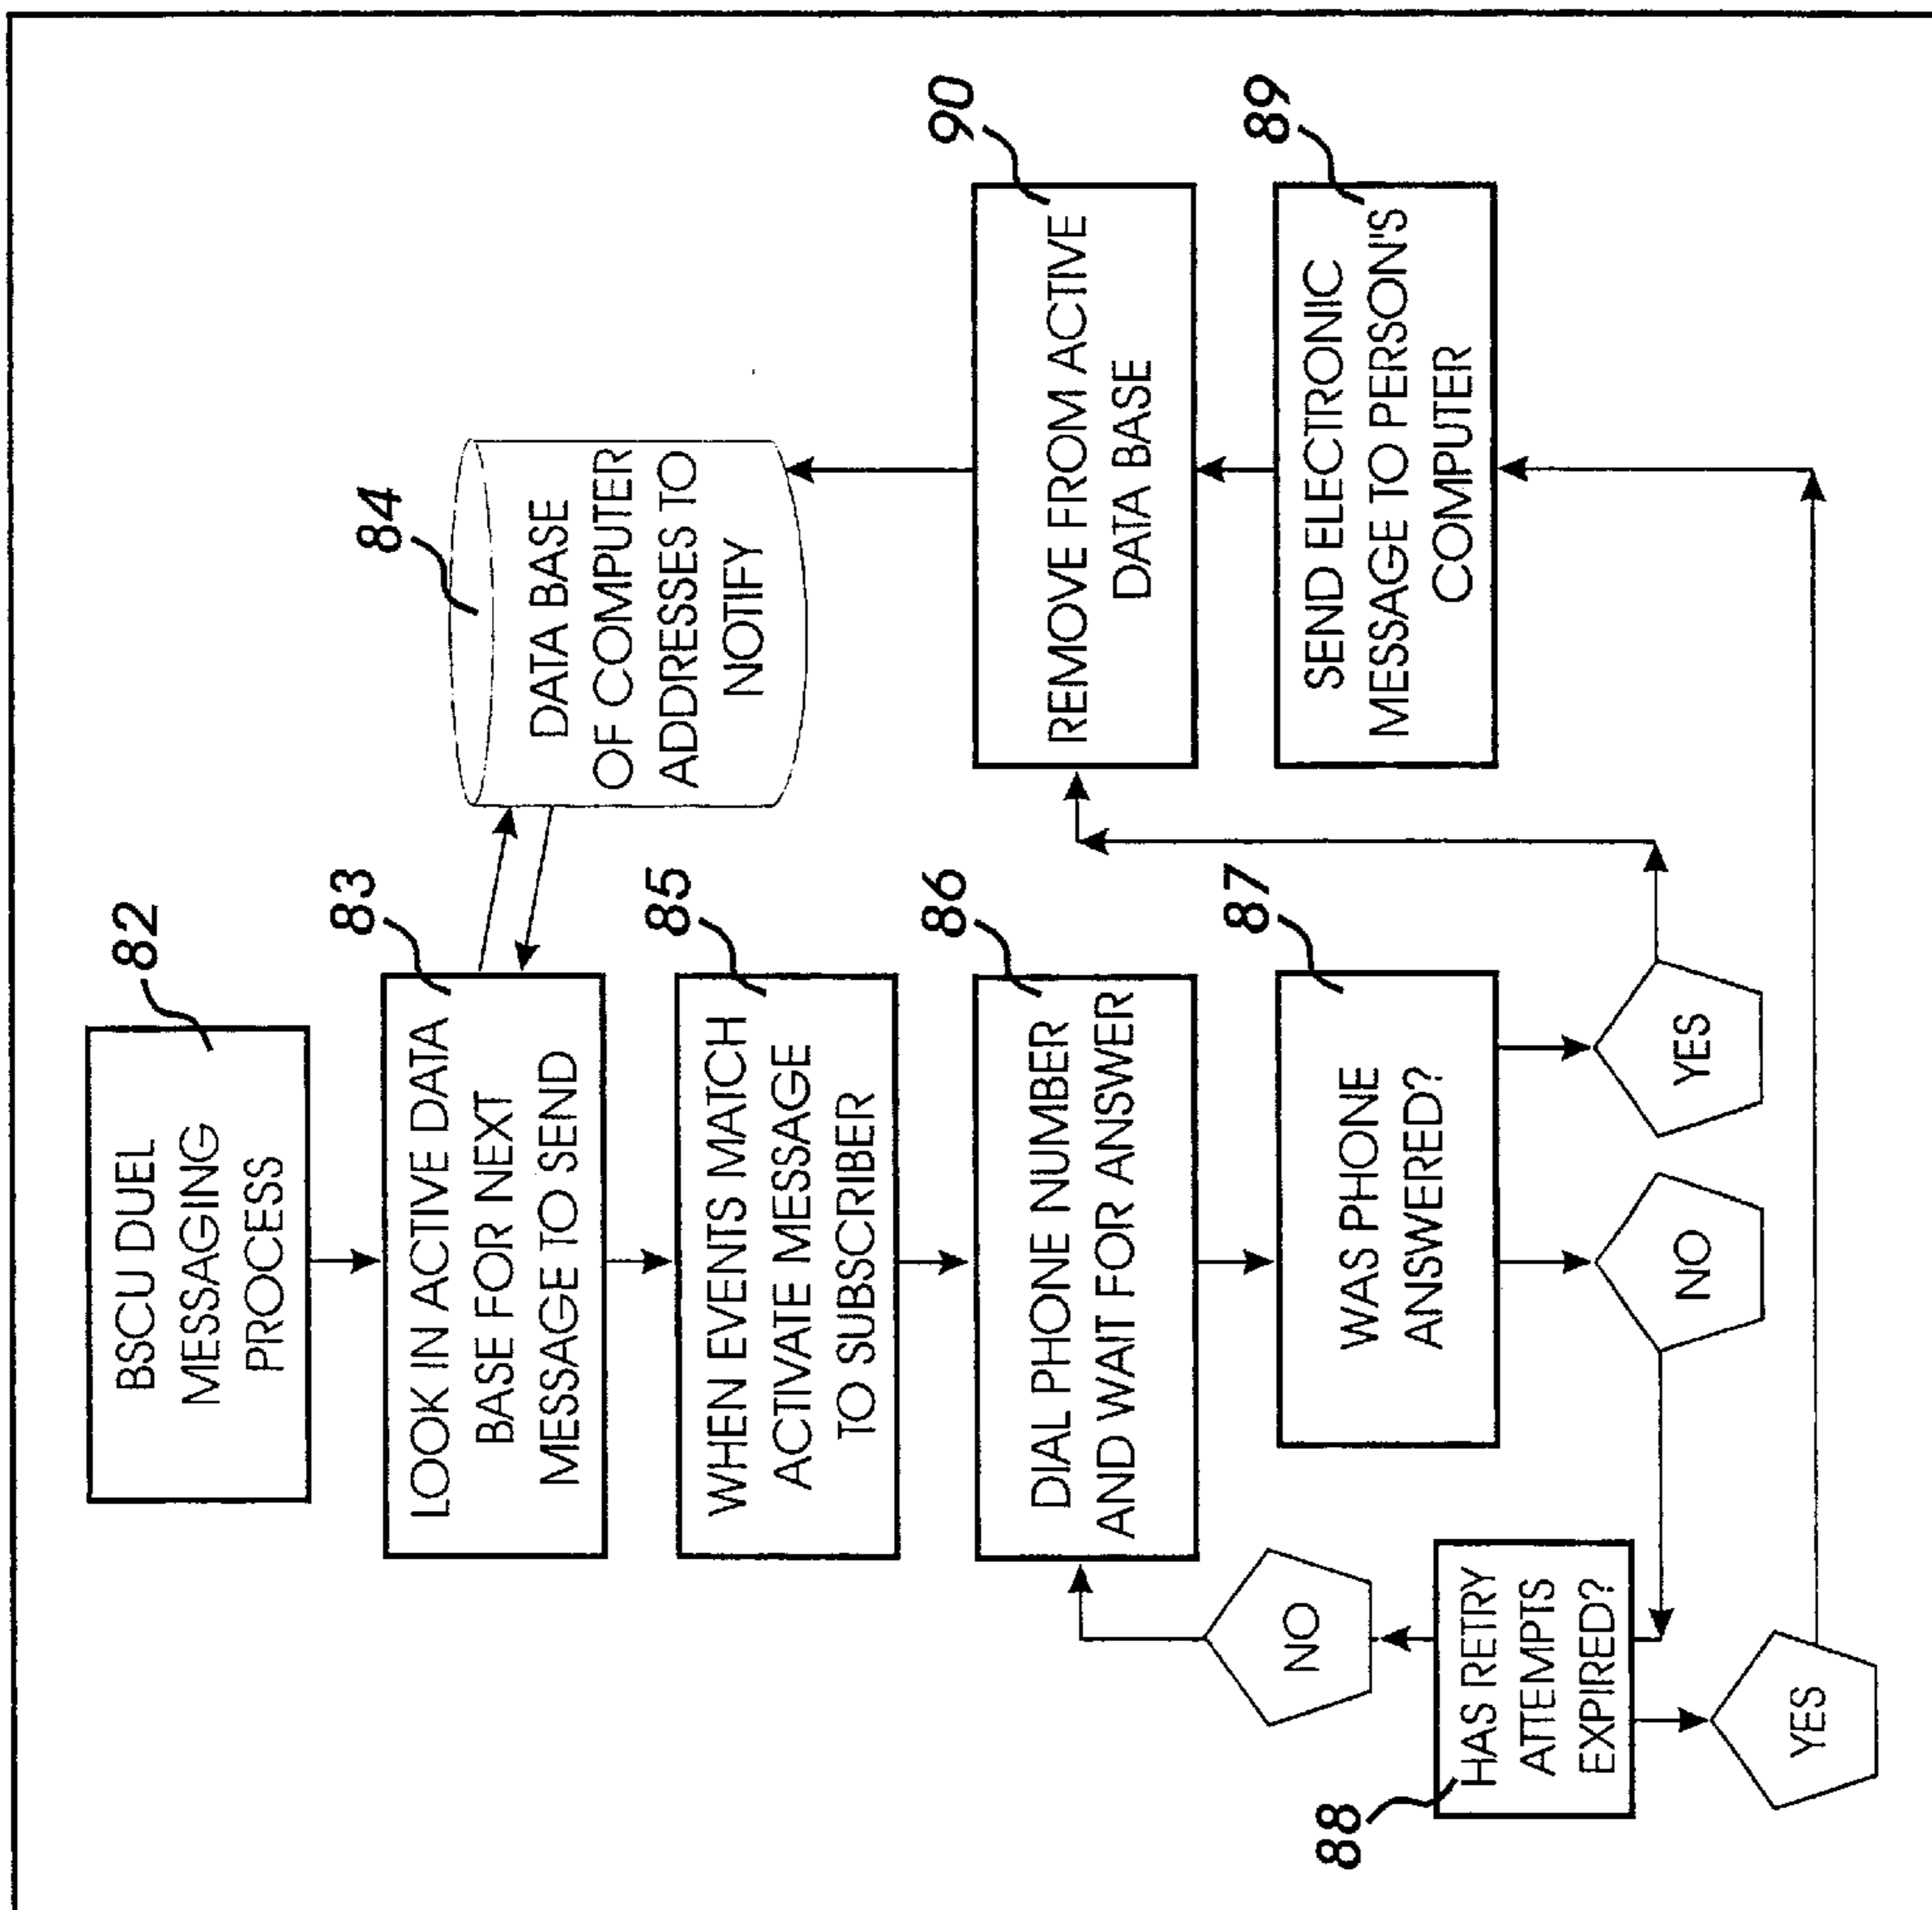 82
BSCU DUEL
MESSAGING
PROCESS
83
LOOK IN ACTIVE DATA
BASE FOR NEXT
MESSAGE TO SEND
84
DATA BASE
OF COMPUTER
ADDRESSES TO
NOTIFY
85
WHEN EVENTS MATCH
ACTIVATE MESSAGE
TO SUBSCRIBER
86
DIAL PHONE NUMBER
AND WAIT FOR ANSWER
90
REMOVE FROM ACTIVE
DATA BASE
87
WAS PHONE
ANSWERED?
89
SEND ELECTRONIC
MESSAGE TO PERSON'S
COMPUTER
NO
88
HAS RETRY
ATTEMPTS
EXPIRED?
NO
YES
YES